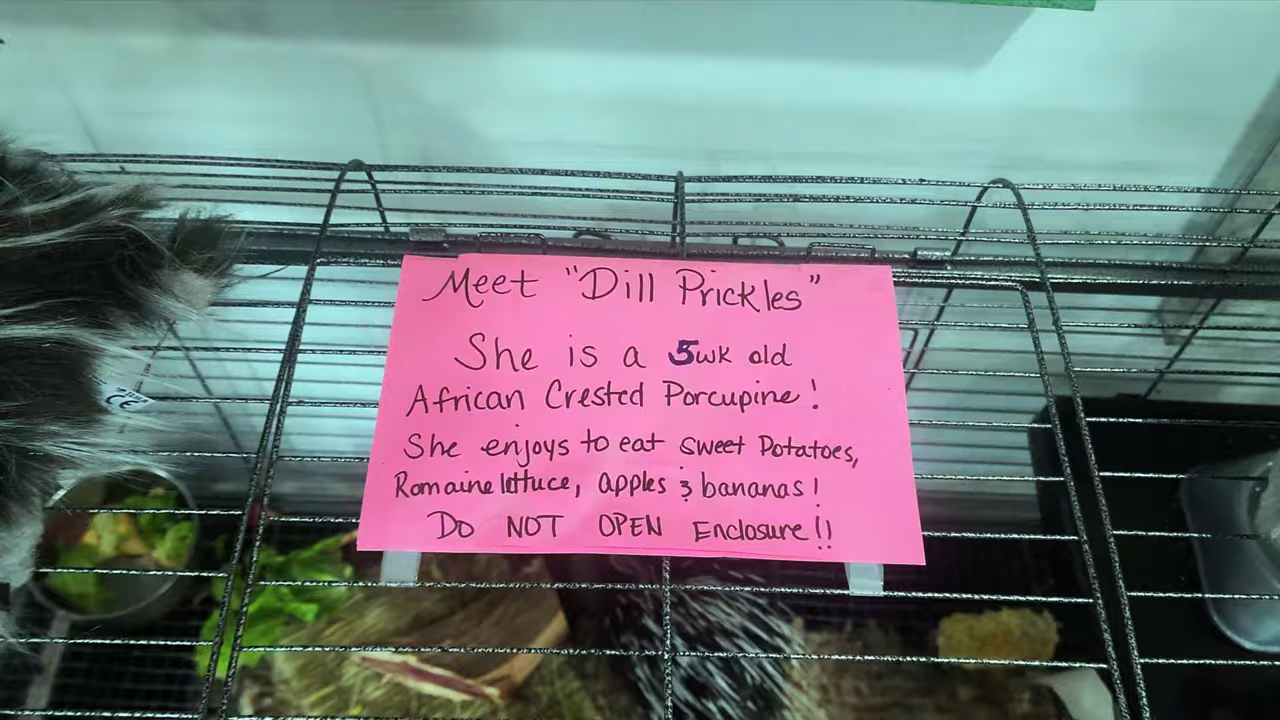 Meet "Dill Prickles"
She is a 5wk old
African Crested Porcupine!
She enjoys to eat sweet Potatoes,
Romaine lettuce, apples & bananas!
DO NOT OPEN Enclosure!!
CE